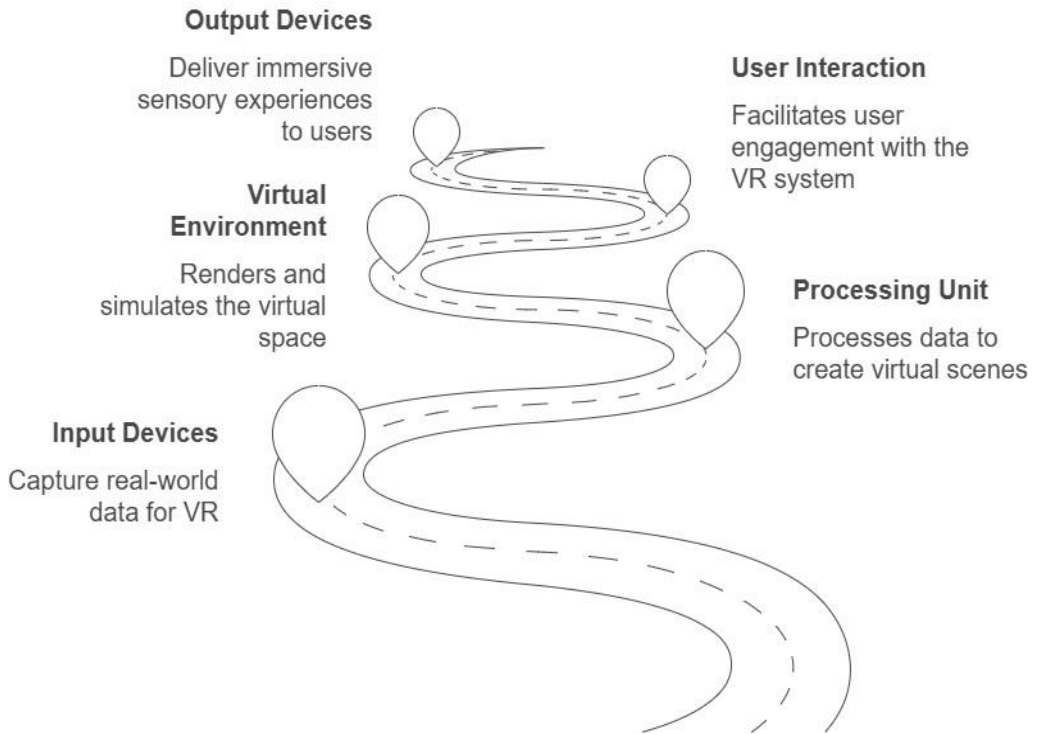 Output Devices
Deliver immersive
sensory experiences
to users
User Interaction
Facilitates user
engagement with the
VR system
Virtual
Environment
Renders and
simulates the virtual
space
Processing Unit
Processes data to
create virtual scenes
Input Devices
Capture real-world
data for VR